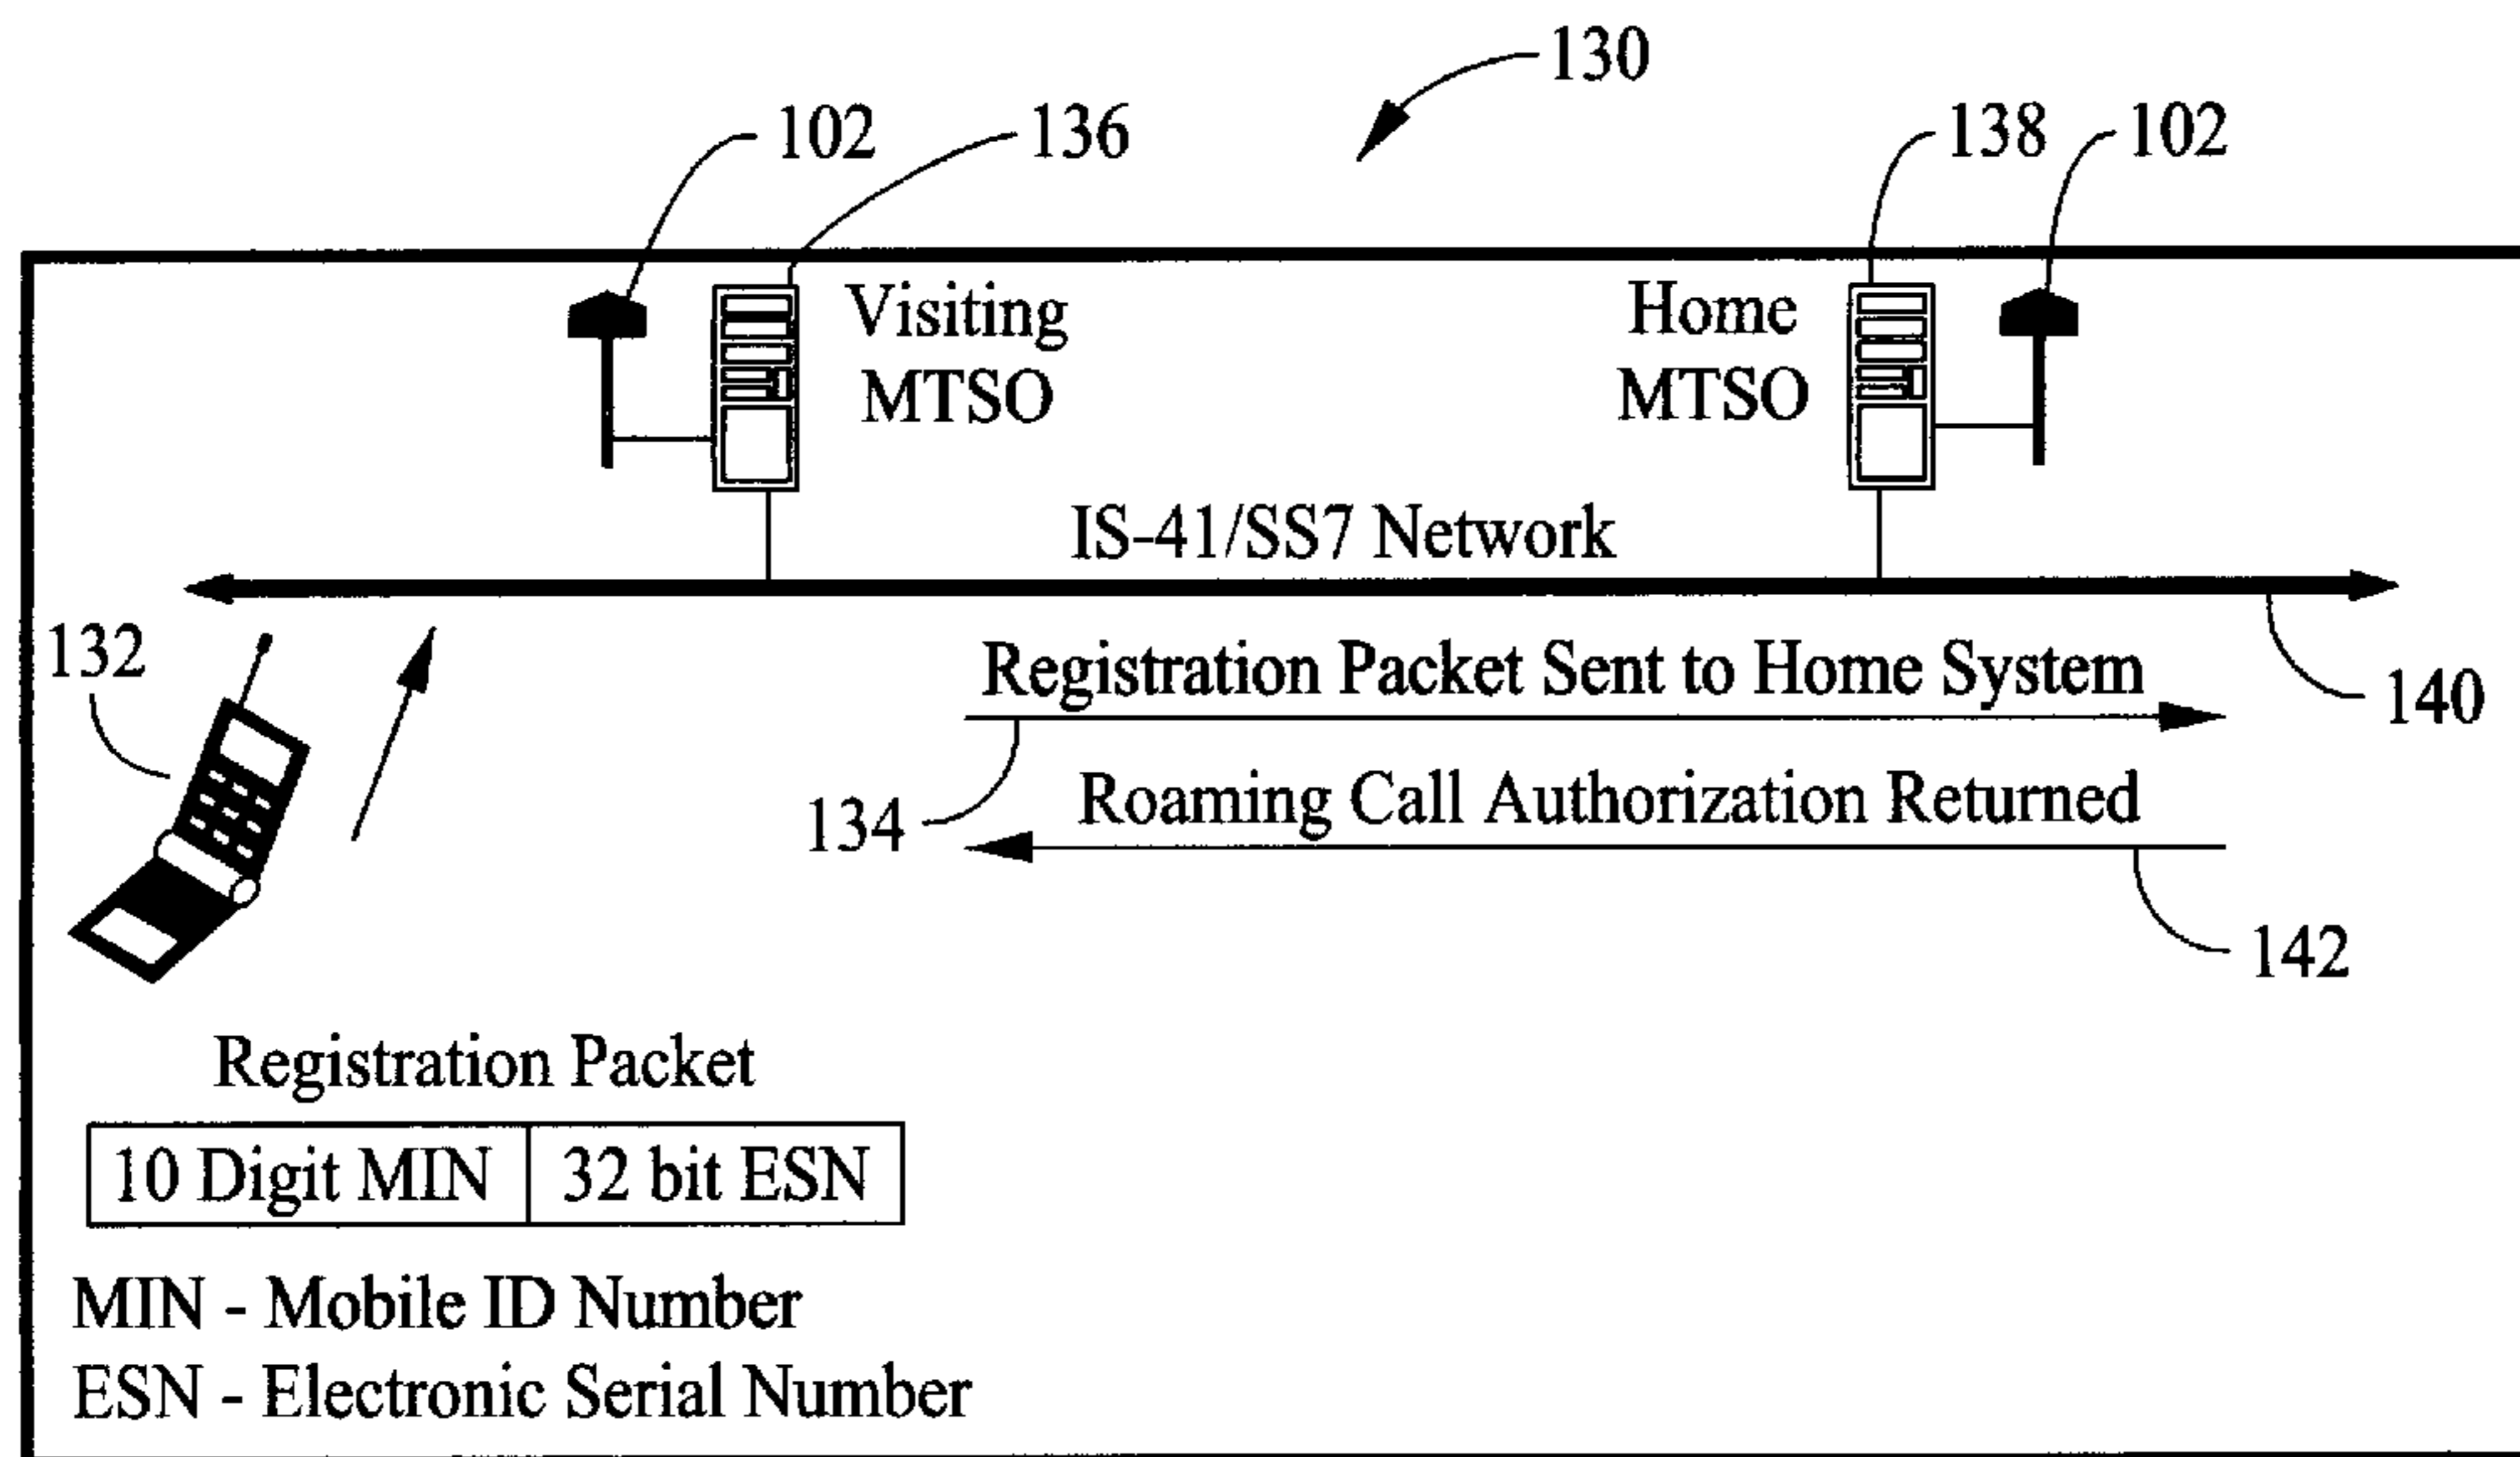 130
102
136
138
102
Visiting
MTSO
Home
MTSO
IS-41/SS7 Network
132
Registration Packet Sent to Home System
140
134
Roaming Call Authorization Returned
142
Registration Packet
10 Digit MIN
32 bit ESN
MIN - Mobile ID Number
ESN - Electronic Serial Number